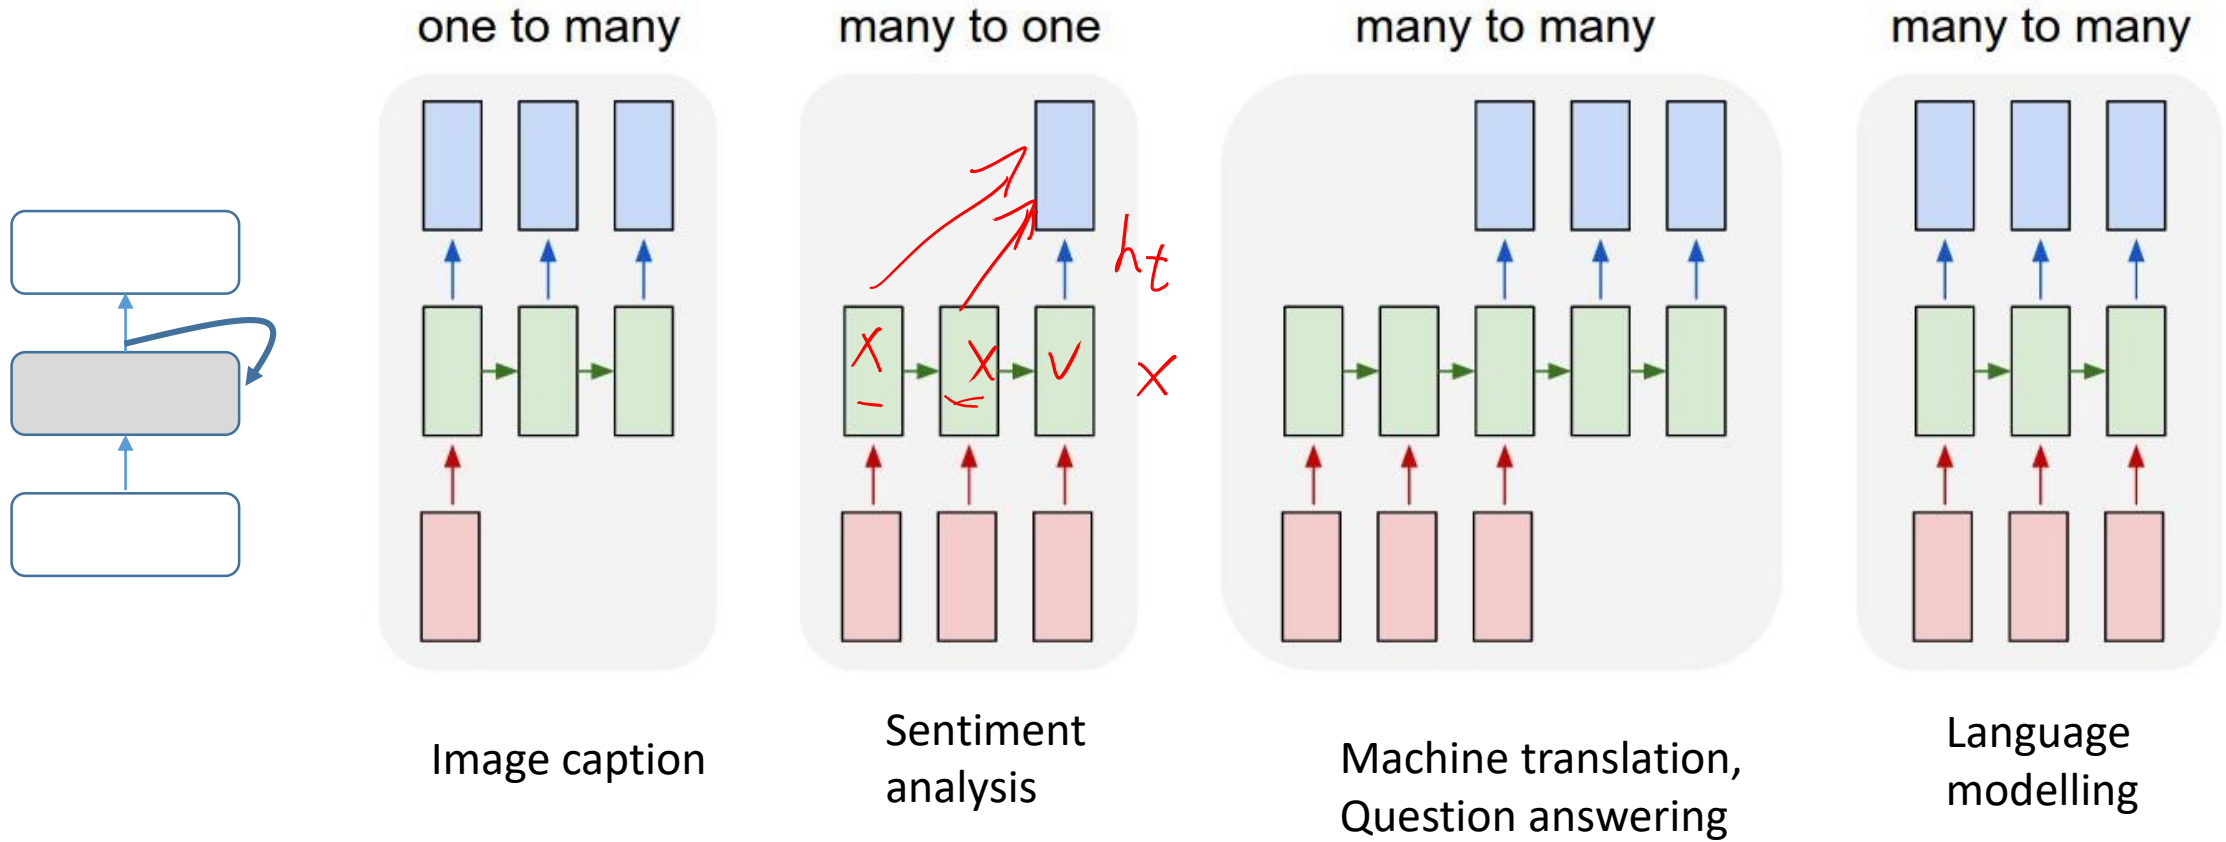 one to many
many to one
many to many
many to many
h_t
X
X
V
X
Image caption
Sentiment
analysis
Machine translation,
Question answering
Language
modelling